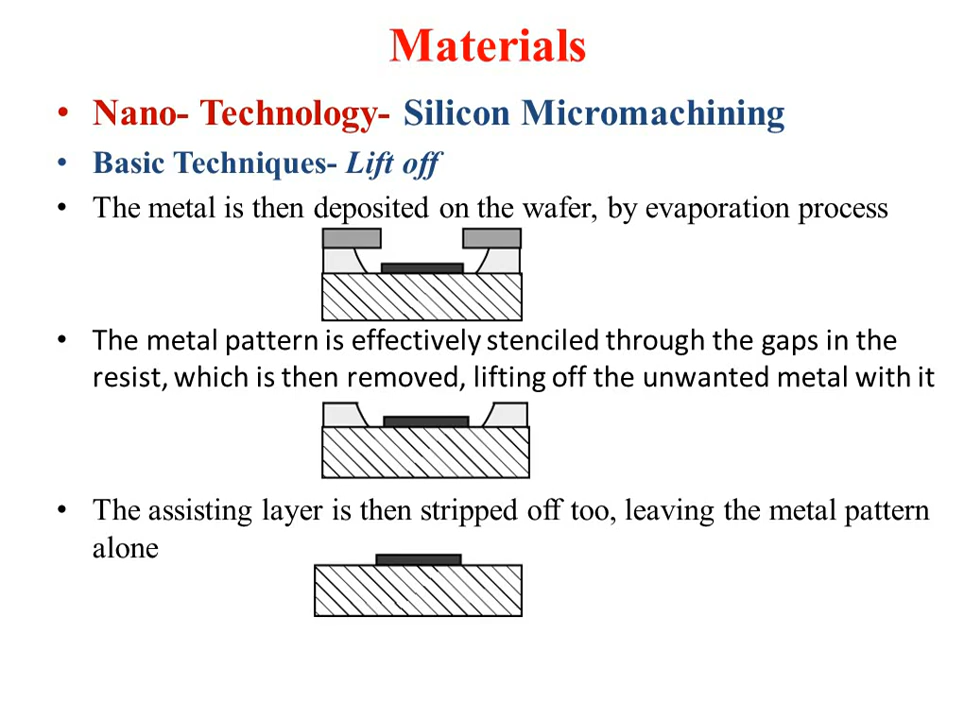 Materials
• Nano- Technology- Silicon Micromachining
• Basic Techniques- Lift off
• The metal is then deposited on the wafer, by evaporation process
• The metal pattern is effectively stenciled through the gaps in the
resist, which is then removed, lifting off the unwanted metal with it
• The assisting layer is then stripped off too, leaving the metal pattern
alone